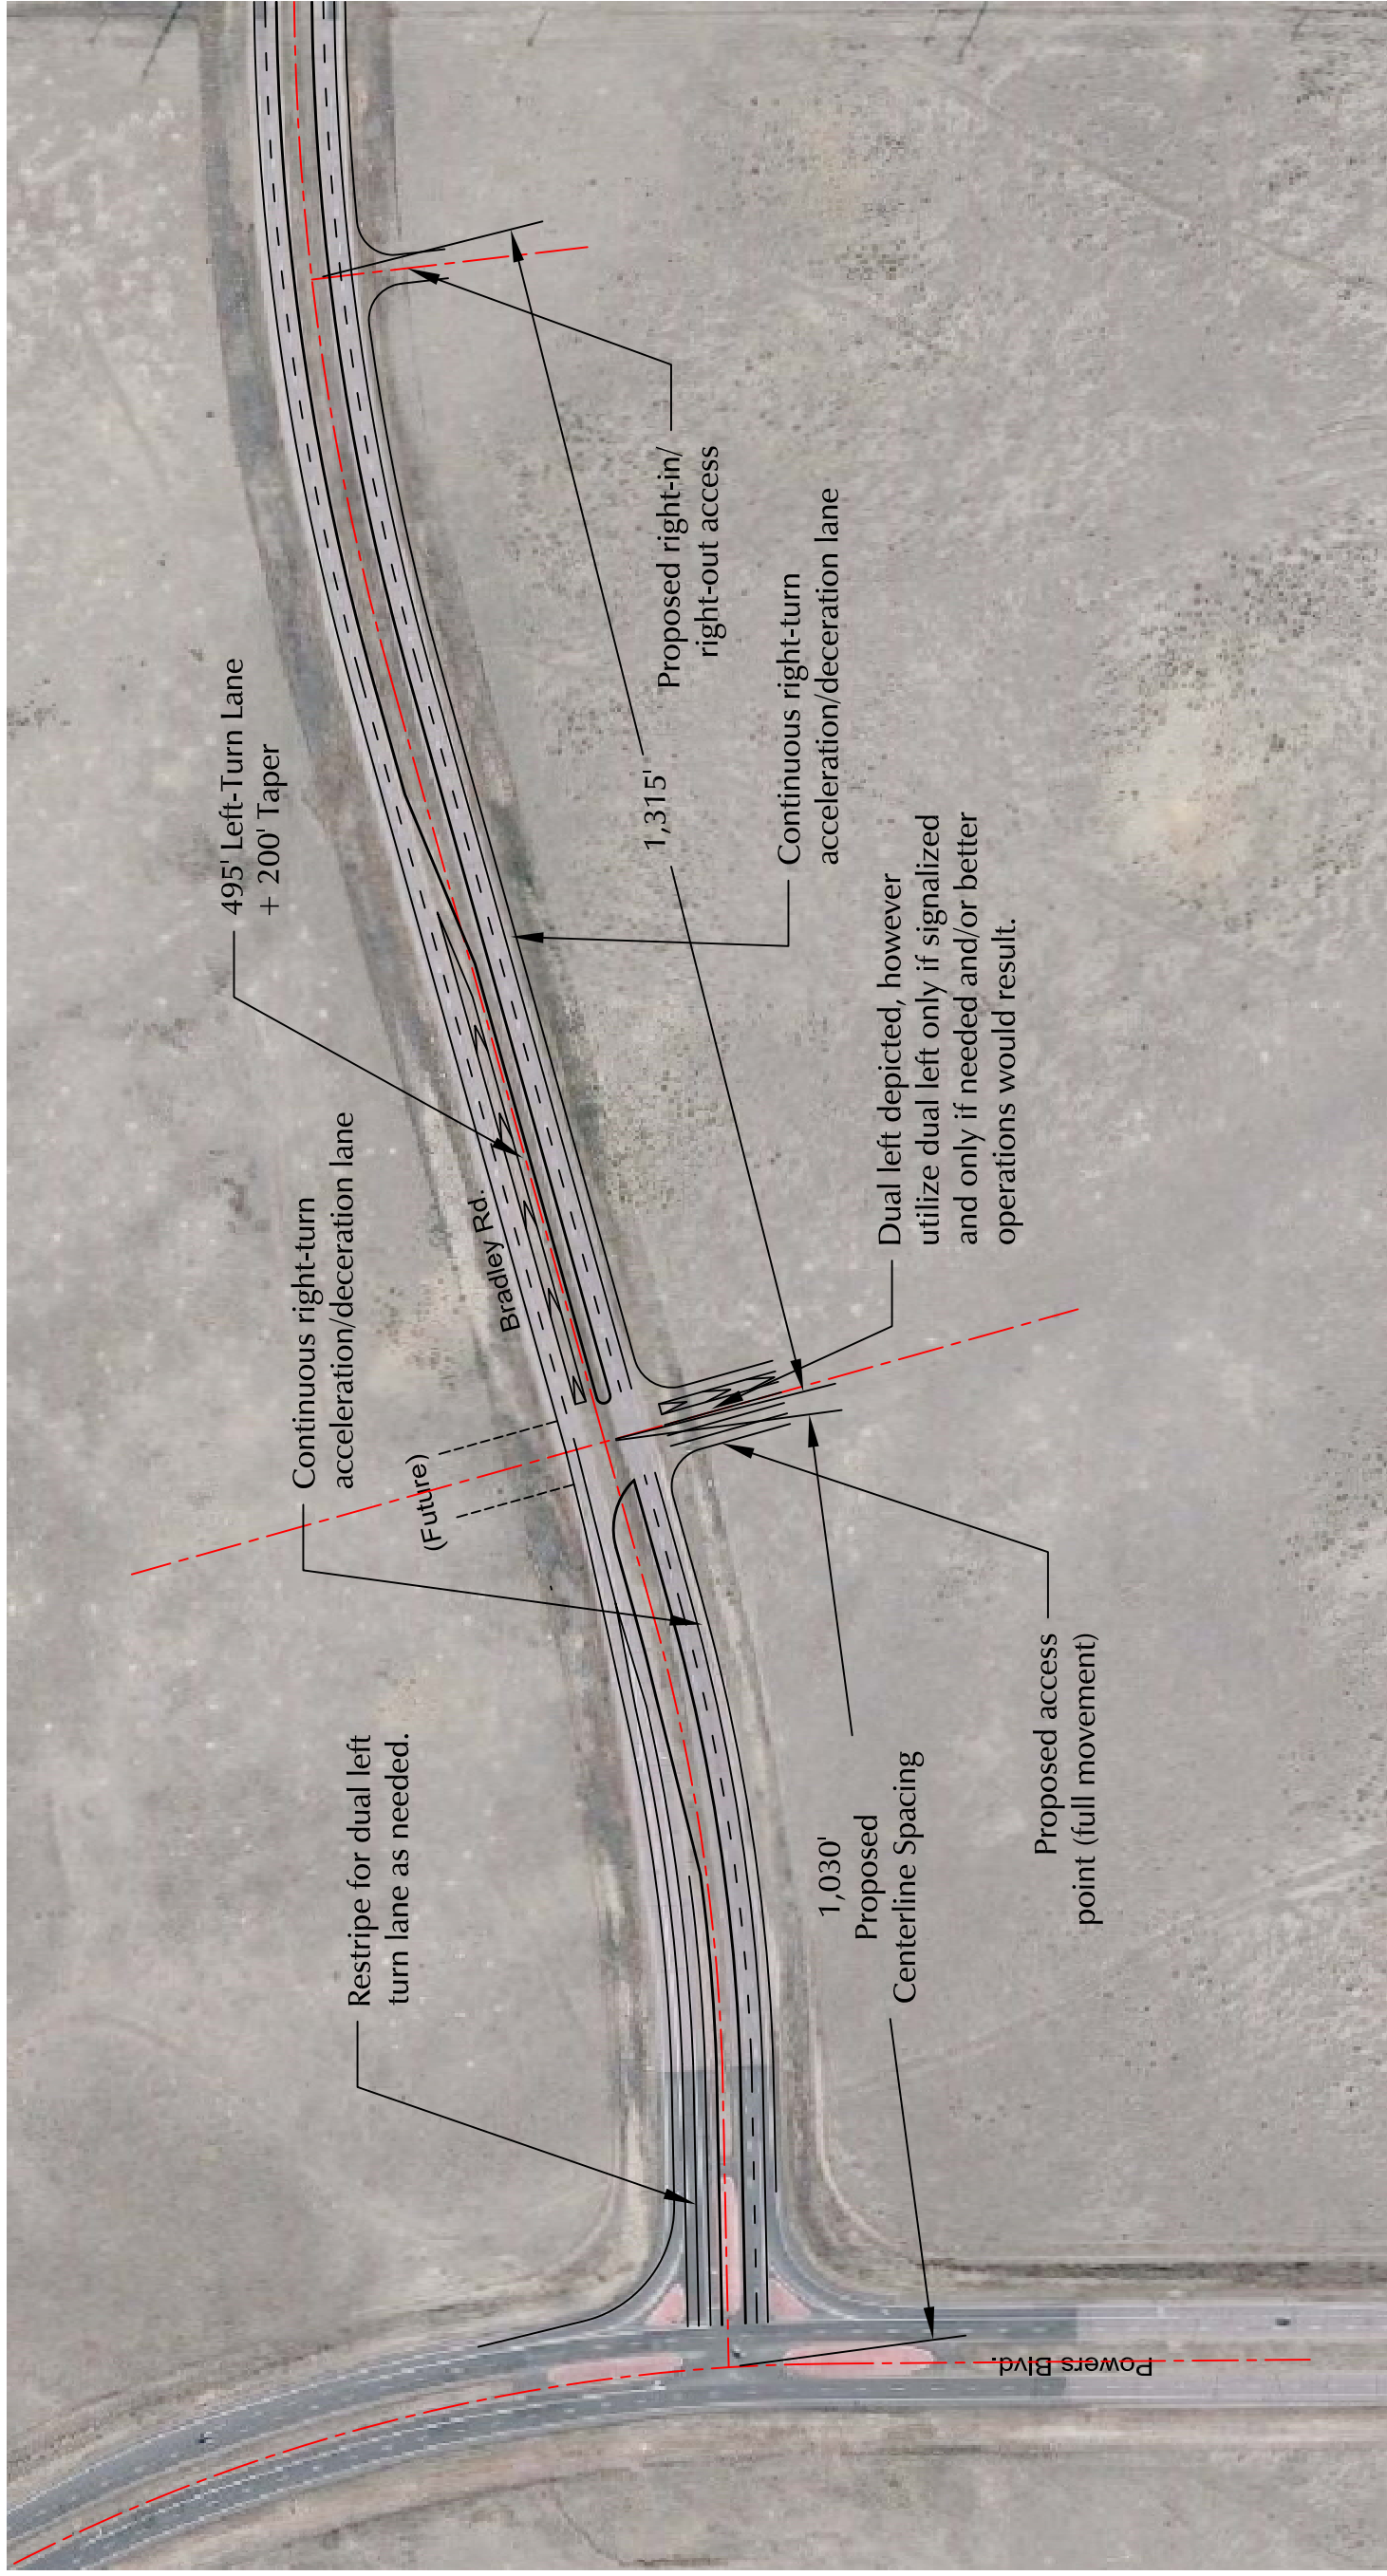 Restripe for dual left
turn lane as needed.
Continuous right-turn
acceleration/deceration lane
(Future)
Bradley Rd.
495' Left-Turn Lane
+ 200' Taper
Powers Blvd.
1,030'
Proposed
Centerline Spacing
Proposed access
point (full movement)
Dual left depicted, however
utilize dual left only if signalized
and only if needed and/or better
operations would result.
1,315'
Continuous right-turn
acceleration/deceration lane
Proposed right-in/
right-out access